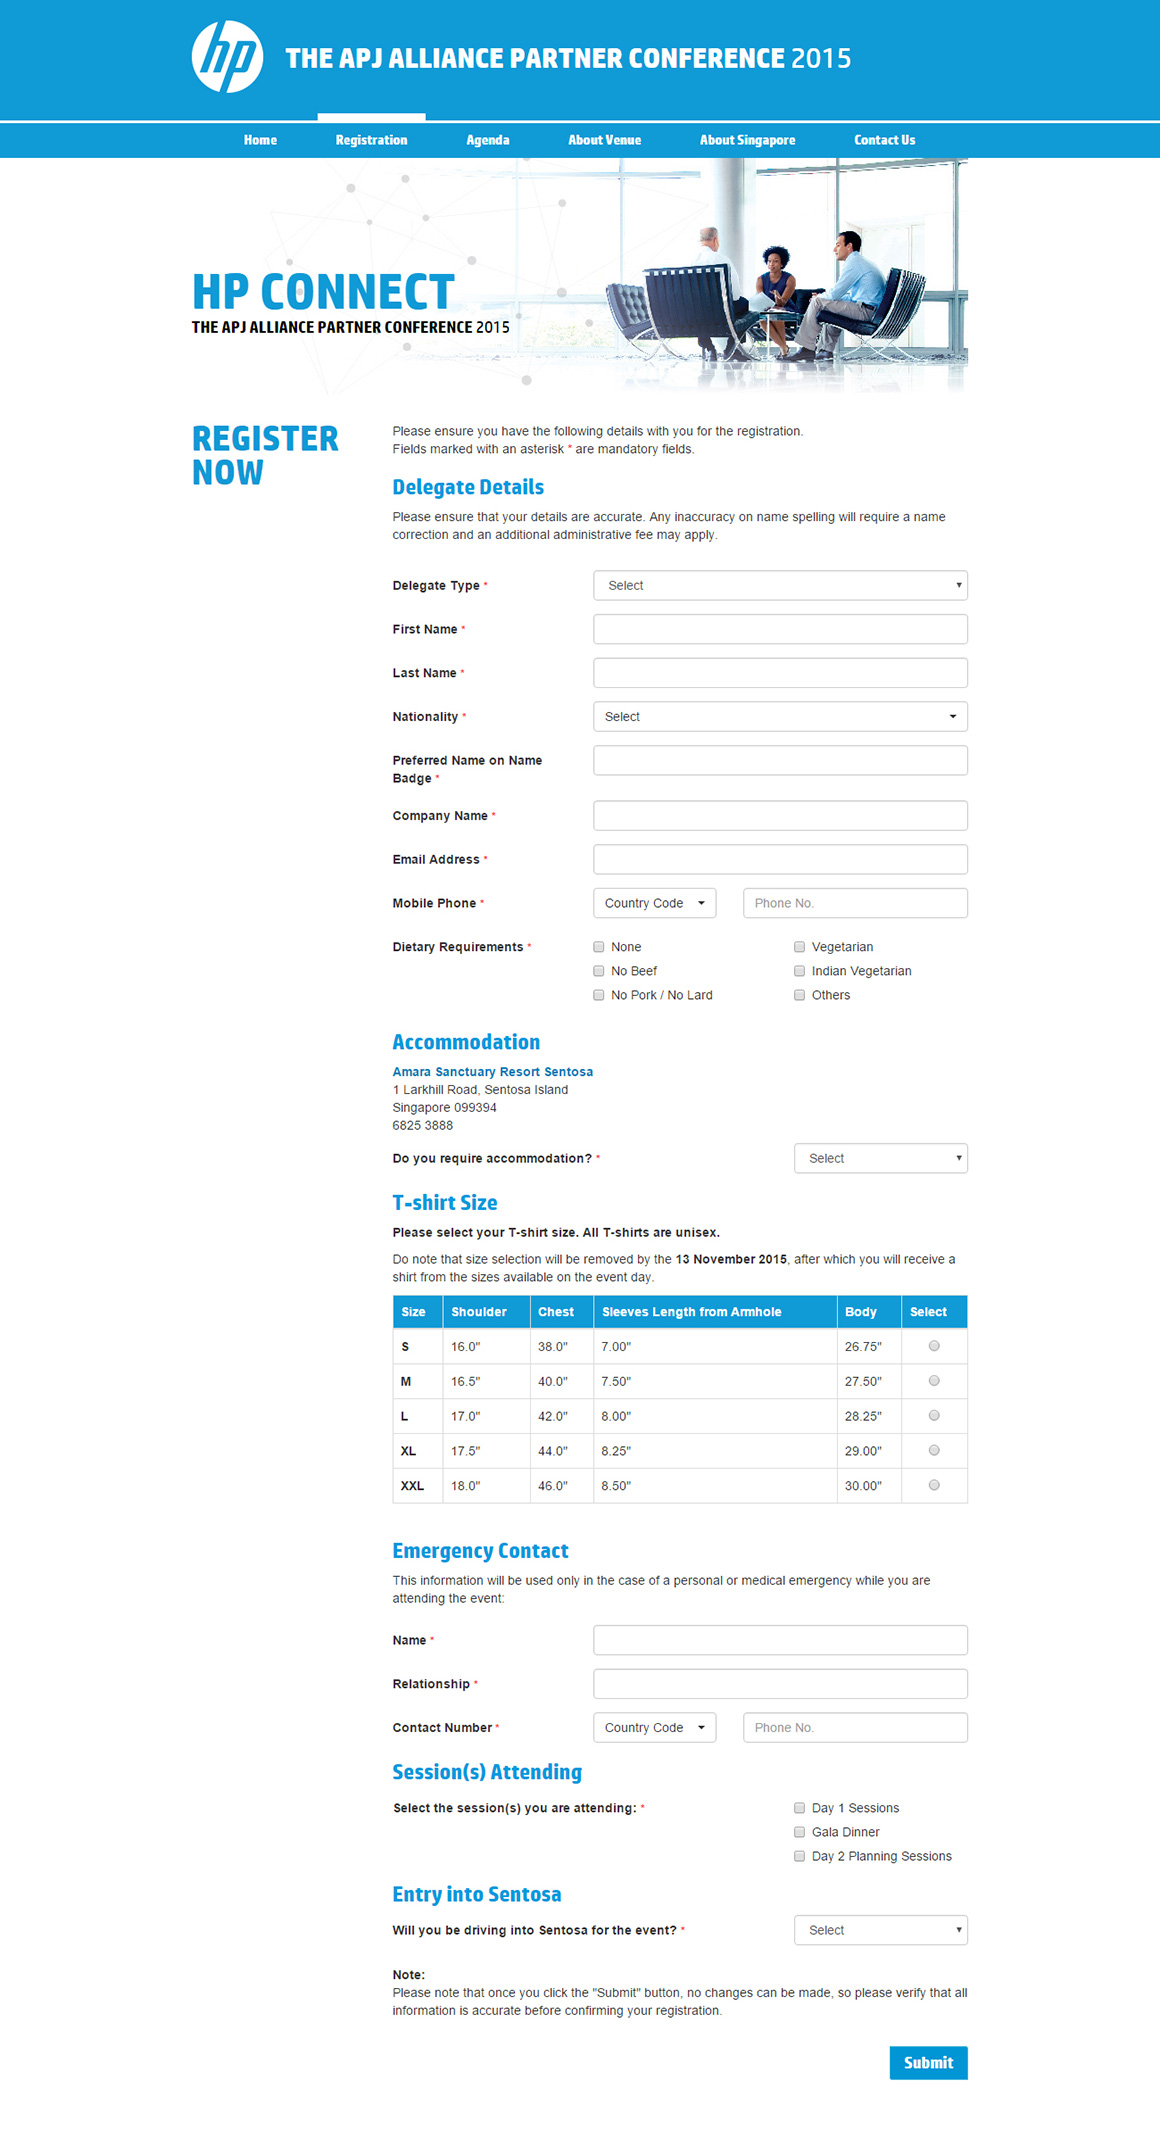 hp
THE APJ ALLIANCE PARTNER CONFERENCE 2015
Home Registration Agenda About Venue About Singapore Contact Us
HP CONNECT
THE APJ ALLIANCE PARTNER CONFERENCE 2015
REGISTER
NOW
Please ensure you have the following details with you for the registration.
Fields marked with an asterisk * are mandatory fields.
Delegate Details
Please ensure that your details are accurate. Any inaccuracy on name spelling will require a name
correction and an additional administrative fee may apply.
Delegate Type * Select
First Name *
Last Name *
Nationality * Select
Preferred Name on Name
Badge *
Company Name *
Email Address *
Mobile Phone * Country Code Phone No.
Dietary Requirements * None Vegetarian
No Beef Indian Vegetarian
No Pork / No Lard Others
Accommodation
Amara Sanctuary Resort Sentosa
1 Larkhill Road, Sentosa Island
Singapore 099394
6825 3888
Do you require accommodation? * Select
T-shirt Size
Please select your T-shirt size. All T-shirts are unisex.
Do note that size selection will be removed by the 13 November 2015, after which you will receive a
shirt from the sizes available on the event day.
Size Shoulder Chest Sleeves Length from Armhole Body Select
S 16.0" 38.0" 7.00" 26.75"
M 16.5" 40.0" 7.50" 27.50"
L 17.0" 42.0" 8.00" 28.25"
XL 17.5" 44.0" 8.25" 29.00"
XXL 18.0" 46.0" 8.50" 30.00"
Emergency Contact
This information will be used only in the case of a personal or medical emergency while you are
attending the event:
Name *
Relationship *
Contact Number * Country Code Phone No.
Session(s) Attending
Select the session(s) you are attending: * Day 1 Sessions
Gala Dinner
Day 2 Planning Sessions
Entry into Sentosa
Will you be driving into Sentosa for the event? * Select
Note:
Please note that once you click the "Submit" button, no changes can be made, so please verify that all
information is accurate before confirming your registration.
Submit